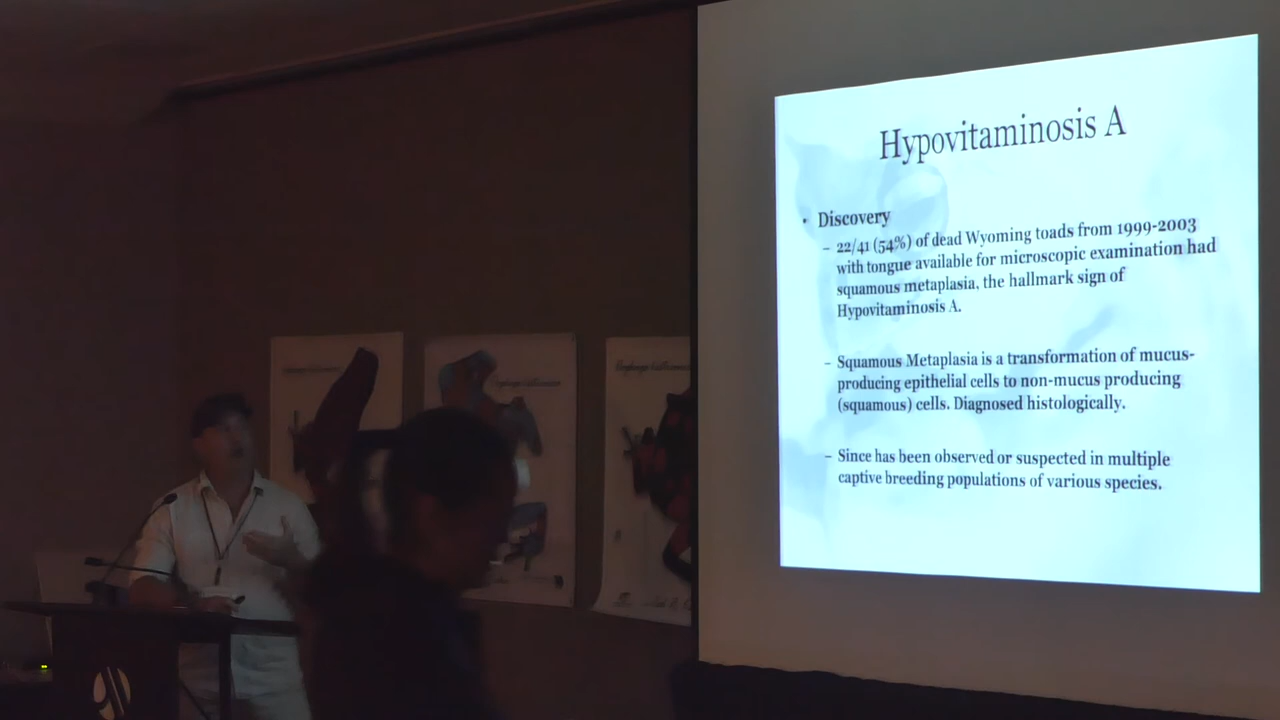 Hypovitaminosis A
• Discovery
– 22/41 (54%) of dead Wyoming toads from 1999-2003
with tongue available for microscopic examination had
squamous metaplasia, the hallmark sign of
Hypovitaminosis A.
– Squamous Metaplasia is a transformation of mucus-
producing epithelial cells to non-mucus producing
(squamous) cells. Diagnosed histologically.
– Since has been observed or suspected in multiple
captive breeding populations of various species.